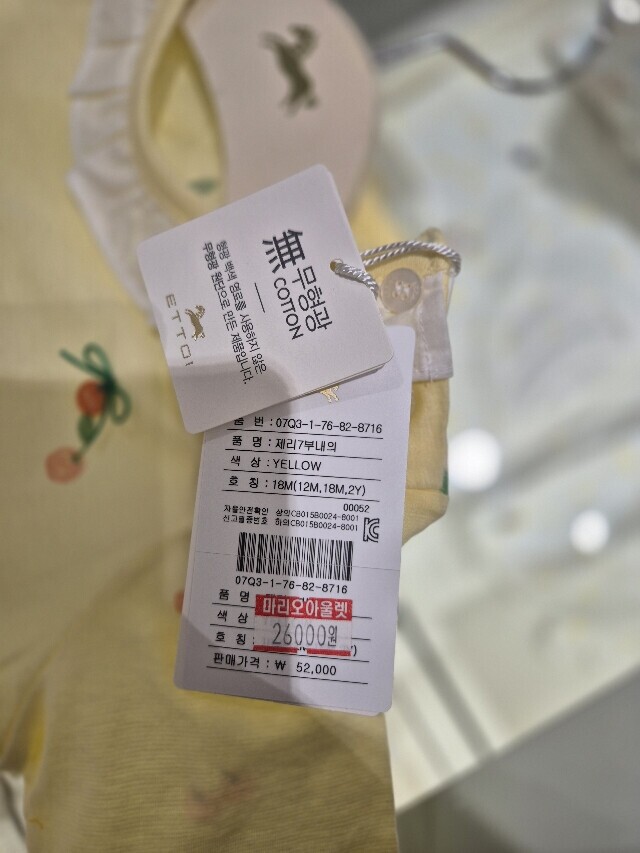 無 무형광
COTTON
형광 백색 염료를 사용하지 않은
무형광 원단으로 만든 제품입니다.
ETTOI
품 번 : 07Q3-1-76-82-8716
품 명 : 제리7부내의
색 상 : YELLOW
호 칭 : 18M(12M,18M,2Y)
00052
자율안전확인 상의CB015B0024-8001
신고필증번호 하의CB015B0024-8001
07Q3-1-76-82-8716
품 명
마리오아울렛
색 상
26000원
호 칭 :
판매가격 : ₩ 52,000